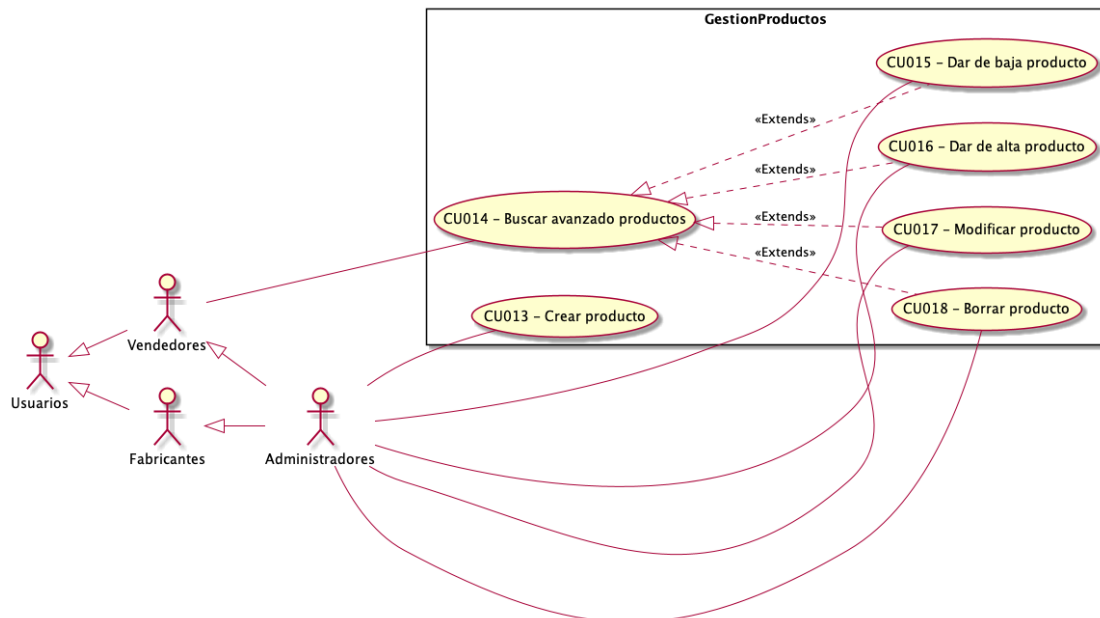 GestionProductos
CU015 – Dar de baja producto
«Extends»
CU016 – Dar de alta producto
«Extends»
CU014 – Buscar avanzado productos
«Extends»
CU017 – Modificar producto
«Extends»
CU018 – Borrar producto
CU013 – Crear producto
Vendedores
Usuarios
Fabricantes
Administradores